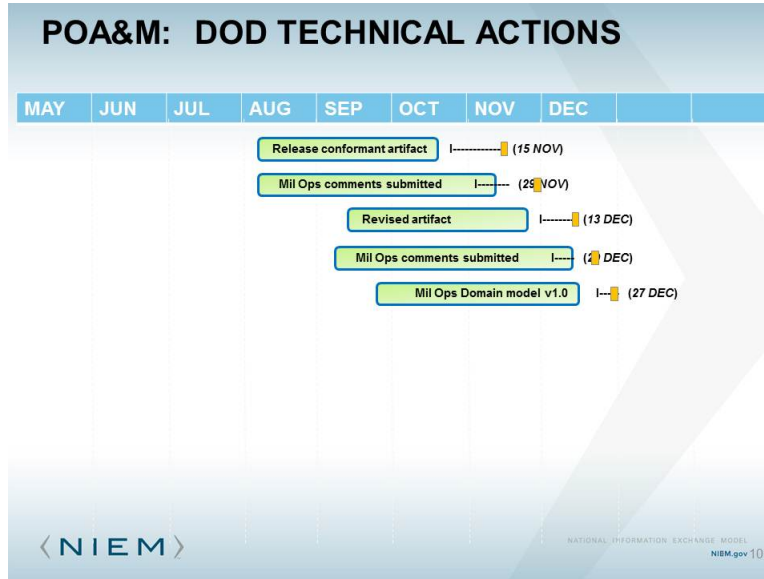 POA&M: DOD TECHNICAL ACTIONS
MAY JUN JUL AUG SEP OCT NOV DEC
Release conformant artifact I------------ (15 NOV)
Mil Ops comments submitted I-------- (29 NOV)
Revised artifact I-------- (13 DEC)
Mil Ops comments submitted I----- DEC)
Mil Ops Domain model v1.0 I--- (27 DEC)
NATIONAL INFORMATION EXCHANGE MODEL
<NIEM>
NIEM.gov 10